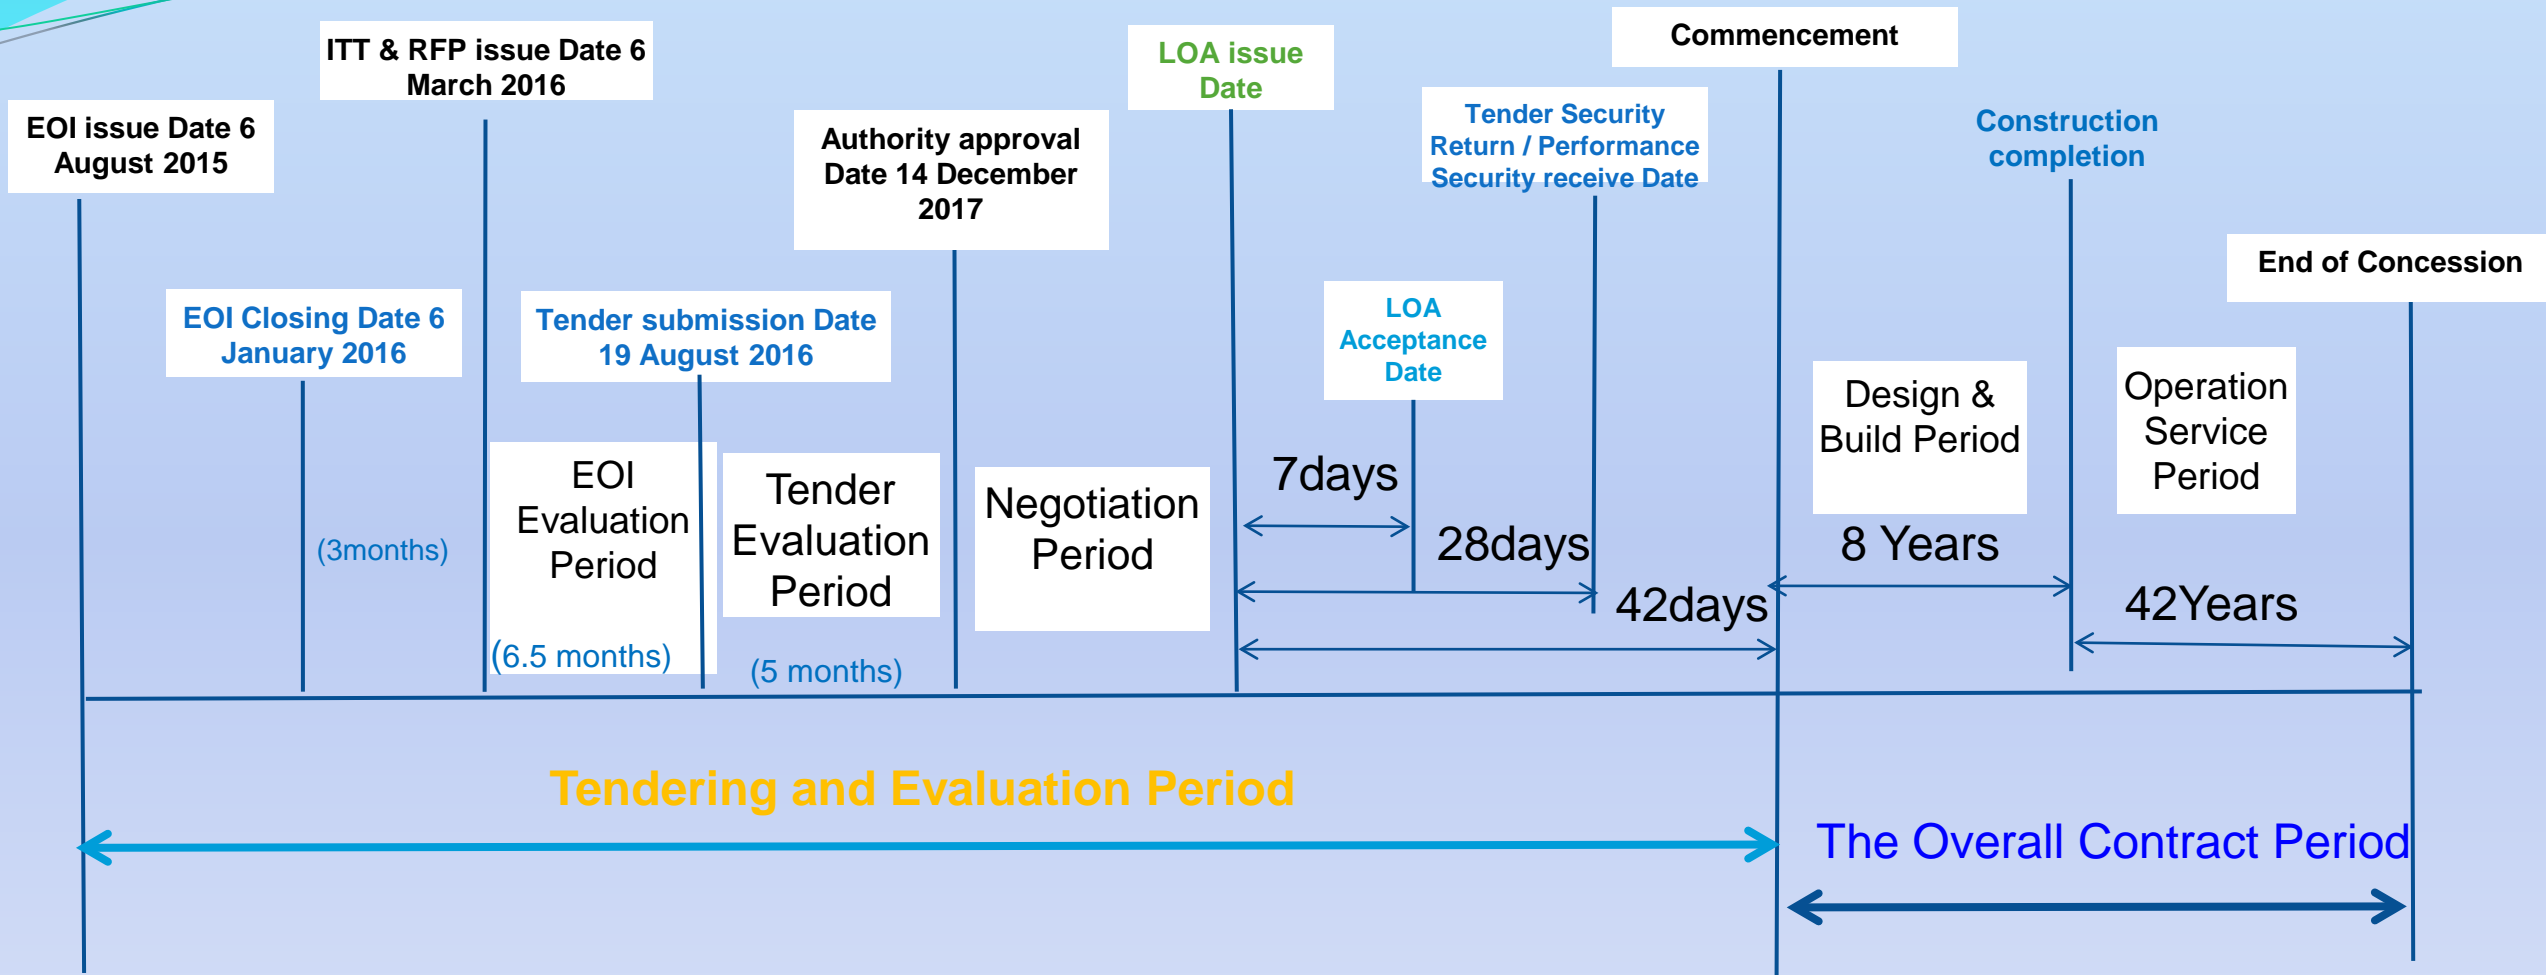 EOI issue Date 6
August 2015
ITT & RFP issue Date 6
March 2016
Authority approval
Date 14 December
2017
LOA issue
Date
Tender Security
Return / Performance
Security receive Date
Commencement
Construction
completion
End of Concession
EOI Closing Date 6
January 2016
Tender submission Date
19 August 2016
LOA
Acceptance
Date
(3months)
EOI
Evaluation
Period
(6.5 months)
Tender
Evaluation
Period
(5 months)
Negotiation
Period
7days
28days
42days
Design &
Build Period
8 Years
Operation
Service
Period
42Years
Tendering and Evaluation Period
The Overall Contract Period